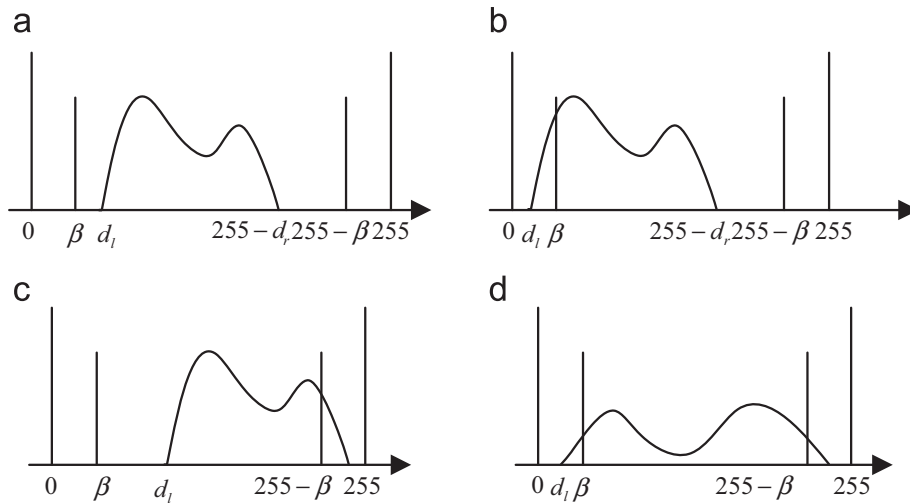 a
0 β d_l 255 − d_r 255 − β 255
b
0 d_l β 255 − d_r 255 − β 255
c
0 β d_l 255 − β 255
d
0 d_l β 255 − β 255